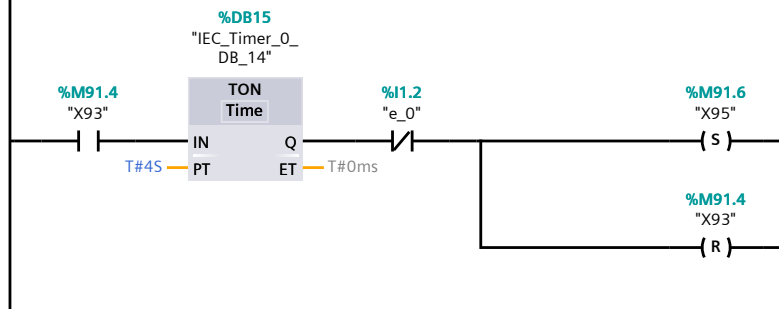 %DB15
"IEC_Timer_0_
DB_14"
%M91.4
"X93"
TON
Time
%I1.2
"e_0"
%M91.6
"X95"
IN
Q
S
T#4S
PT
ET
T#0ms
%M91.4
"X93"
R